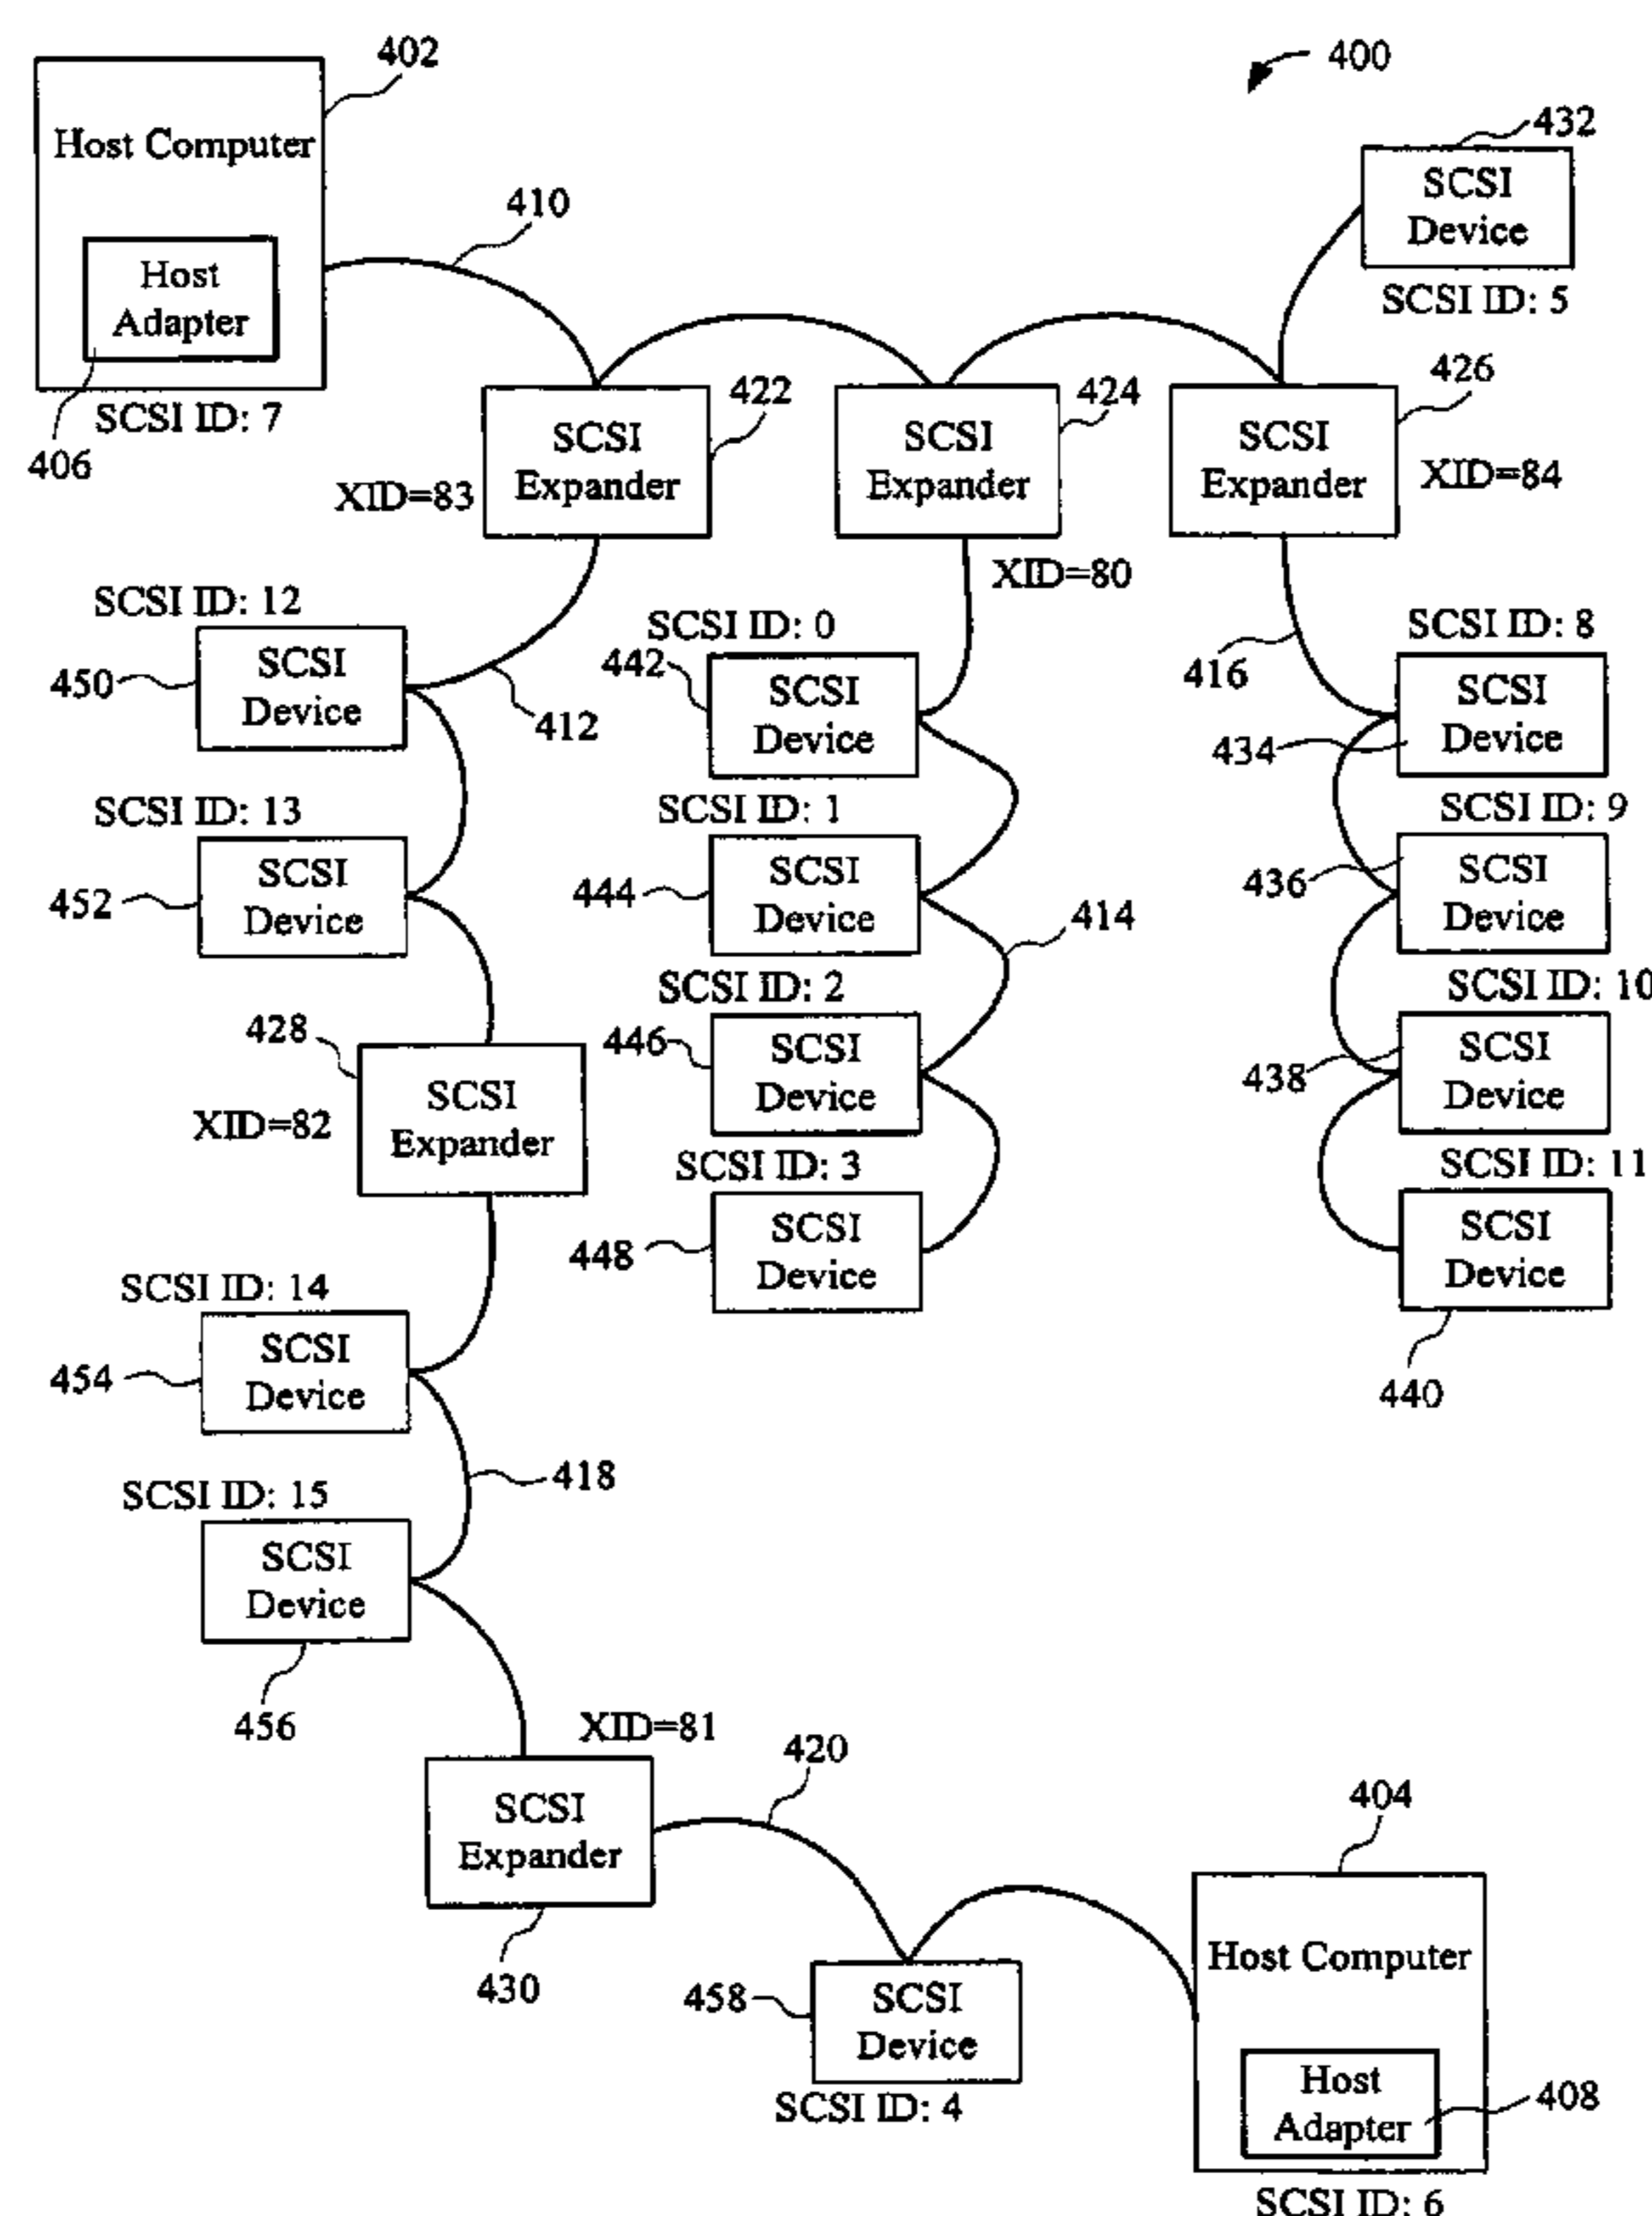 402
400
Host Computer
432
SCSI
Device
410
Host
Adapter
SCSI ID: 5
SCSI ID: 7
406
422
424
426
SCSI
Expander
SCSI
Expander
SCSI
Expander
XID=83
XID=84
XID=80
SCSI ID: 12
SCSI ID: 0
SCSI ID: 8
450
SCSI
Device
412
442
SCSI
Device
416
434
SCSI
Device
SCSI ID: 13
SCSI ID: 1
SCSI ID: 9
452
SCSI
Device
444
SCSI
Device
414
436
SCSI
Device
SCSI ID: 2
SCSI ID: 10
428
SCSI
Expander
XID=82
446
SCSI
Device
438
SCSI
Device
SCSI ID: 3
SCSI ID: 11
448
SCSI
Device
SCSI
Device
440
SCSI ID: 14
454
SCSI
Device
418
SCSI ID: 15
SCSI
Device
456
XID=81
420
SCSI
Expander
430
404
Host Computer
458
SCSI
Device
SCSI ID: 4
Host
Adapter
408
SCSI ID: 6